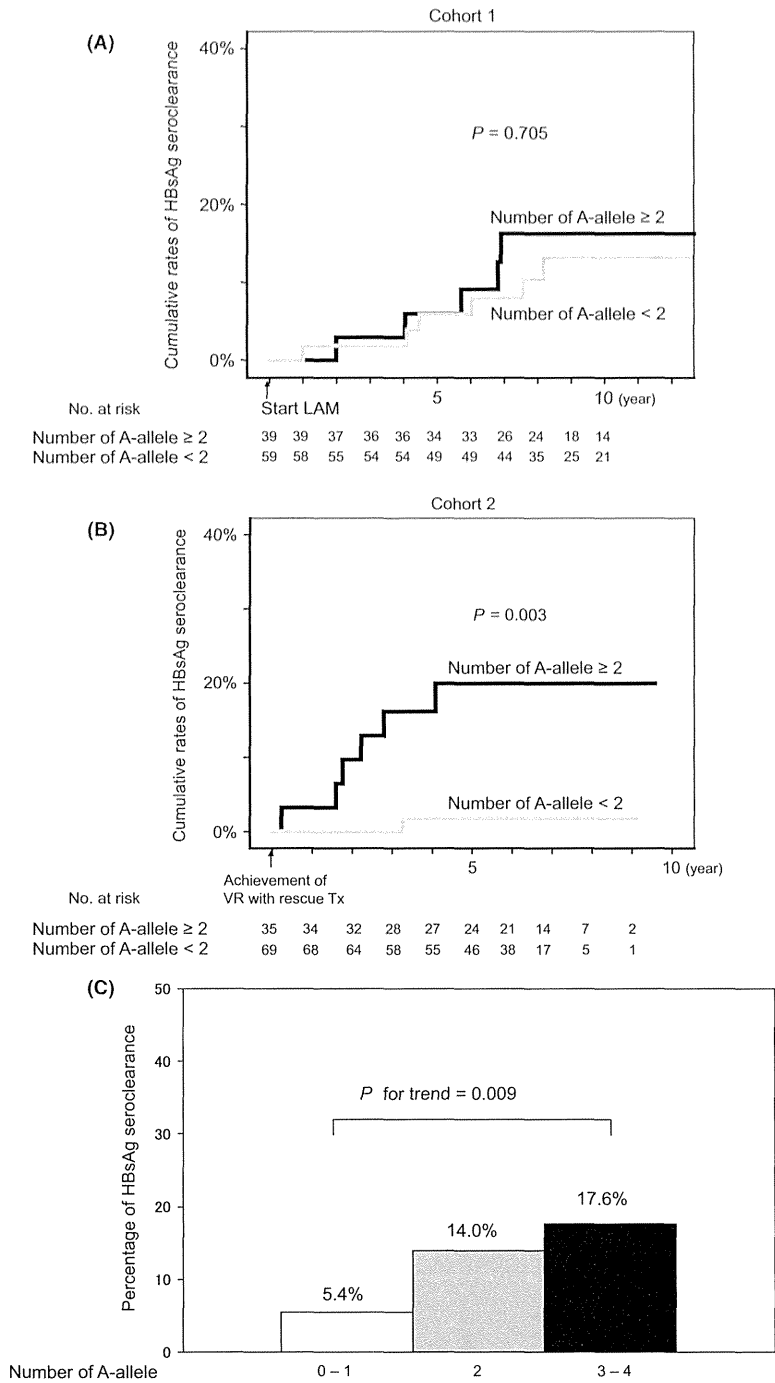 Cohort 1
(A)
Cumulative rates of HBsAg seroclearance
40%
20%
0%
P = 0.705
Number of A-allele ≥ 2
Number of A-allele < 2
5
10 (year)
Start LAM
No. at risk
Number of A-allele ≥ 2 39 39 37 36 36 34 33 26 24 18 14
Number of A-allele < 2 59 58 55 54 54 49 49 44 35 25 21
Cohort 2
(B)
Cumulative rates of HBsAg seroclearance
40%
20%
0%
P = 0.003
Number of A-allele ≥ 2
Number of A-allele < 2
5
10 (year)
Achievement of
VR with rescue Tx
No. at risk
Number of A-allele ≥ 2 35 34 32 28 27 24 21 14 7 2
Number of A-allele < 2 69 68 64 58 55 46 38 17 5 1
(C)
Percentage of HBsAg seroclearance
50
40
30
20
10
0
P for trend = 0.009
5.4%
14.0%
17.6%
Number of A-allele 0 – 1 2 3 – 4